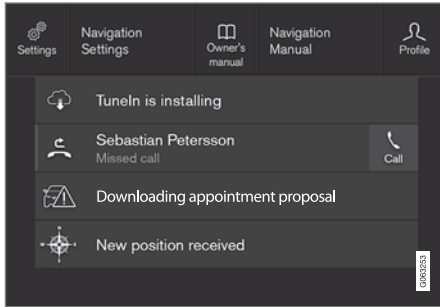 Settings
Navigation
Settings
Owner's
manual
Navigation
Manual
Profile
TuneIn is installing
Sebastian Petersson
Missed call
Call
Downloading appointment proposal
New position received
G063253